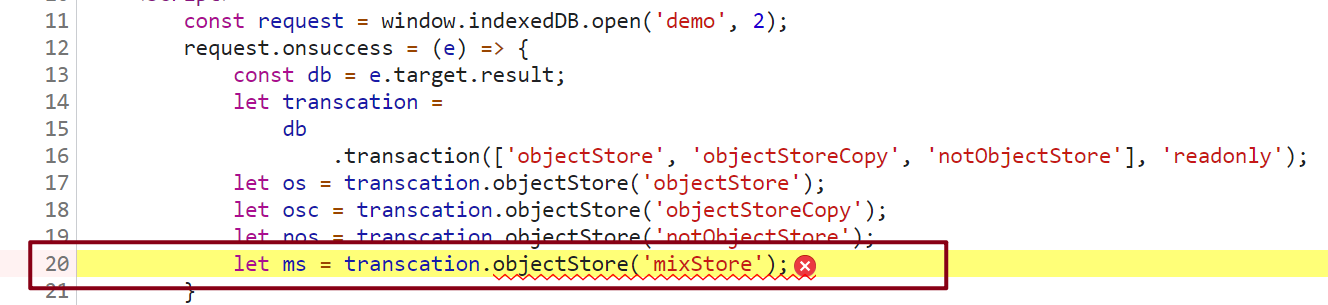 11 const request = window.indexedDB.open('demo', 2);
12 request.onsuccess = (e) => {
13 const db = e.target.result;
14 let transcation =
15 db
16 .transaction(['objectStore', 'objectStoreCopy', 'notObjectStore'], 'readonly');
17 let os = transcation.objectStore('objectStore');
18 let osc = transcation.objectStore('objectStoreCopy');
19 let nos = transcation.objectStore('notObjectStore');
20 let ms = transcation.objectStore('mixStore');
21 }